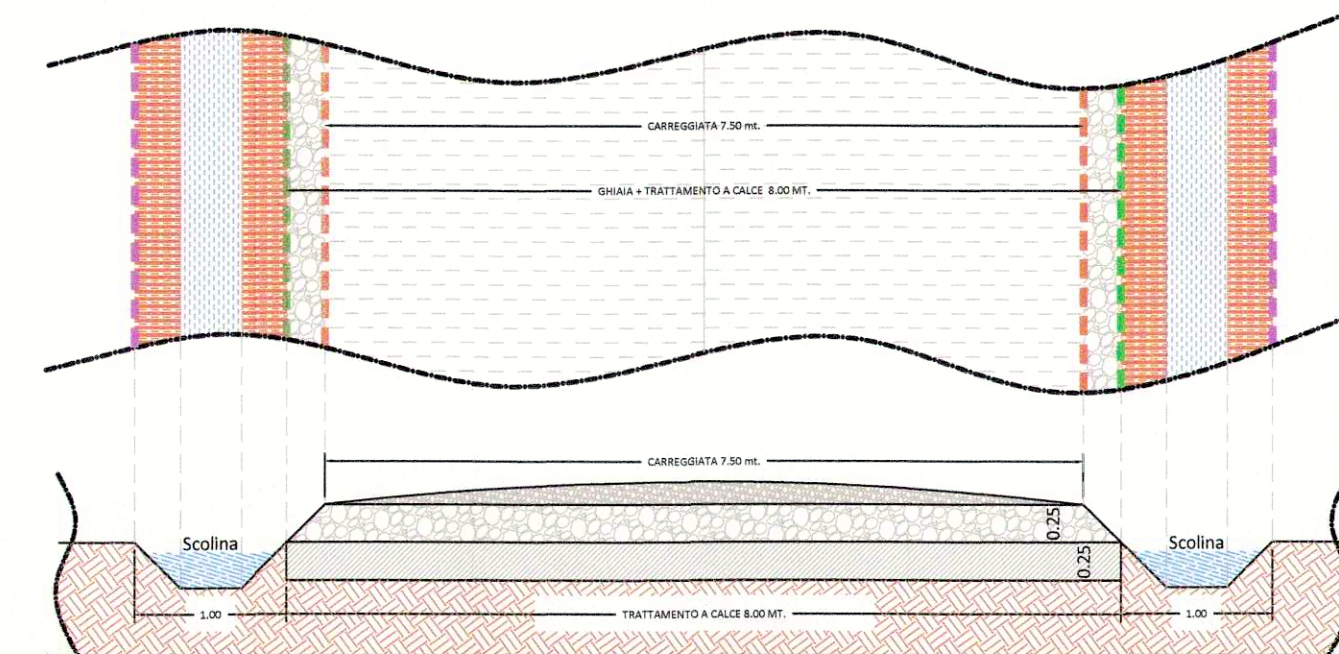 CARREGGIATA 7.50 mt.
GHIAIA + TRATTAMENTO A CALCE 8.00 MT.
CARREGGIATA 7.50 mt.
0.25
Scolina
Scolina
0.25
1.00
TRATTAMENTO A CALCE 8.00 MT.
1.00